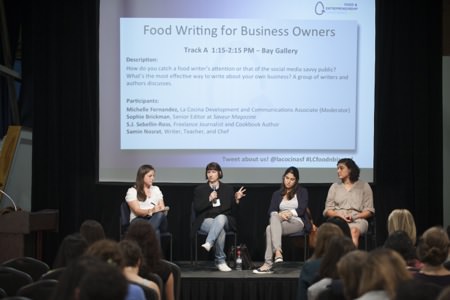 FOOD &
ENTREPRENEURSHIP
Food Writing for Business Owners
Track A 1:15-2:15 PM – Bay Gallery
Description:
How do you catch a food writer's attention or that of the social media savvy public?
What's the most effective way to write about your own business? A group of writers and
authors discusses.
Participants:
Michelle Fernandez, La Cocina Development and Communications Associate (Moderator)
Sophie Brickman, Senior Editor at Saveur Magazine
S.J. Sebellin-Ross, Freelance Journalist and Cookbook Author
Samin Nosrat, Writer, Teacher, and Chef
Tweet about us! @lacocinasf #LCfoodnb